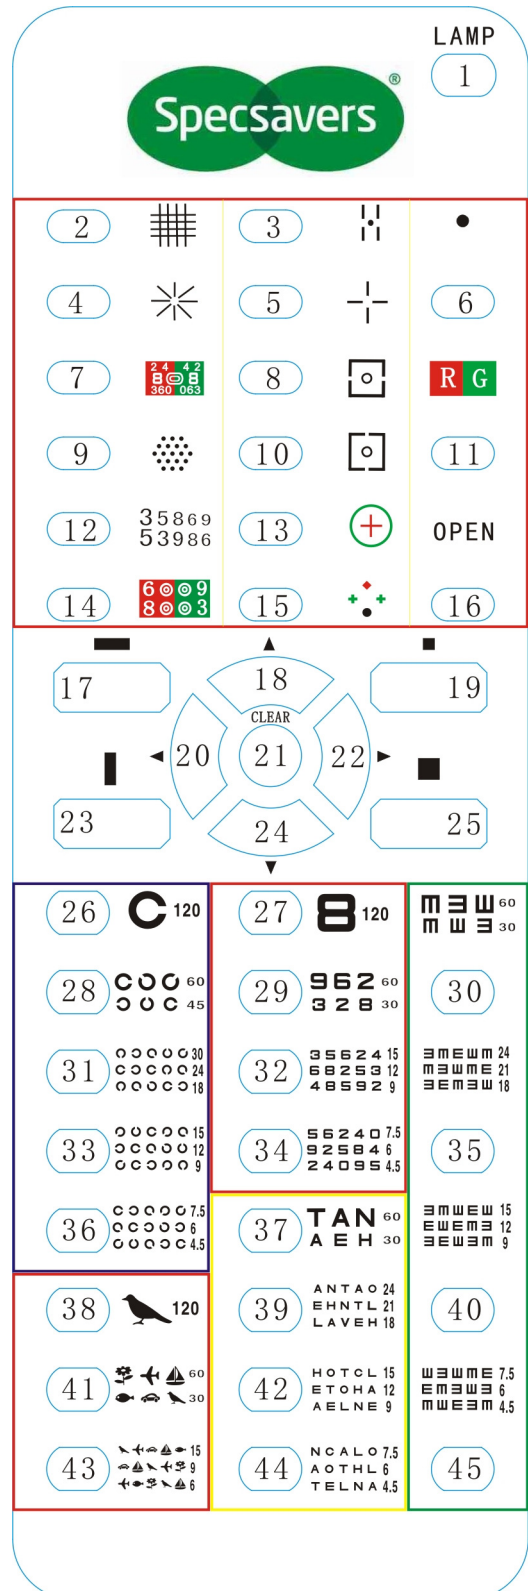 LAMP
1
Specsavers®
2 3
4 5 6
7 24 42 8 R G
8 0 8
360 063
9 10 11
12 35869 13 OPEN
53986
14 6 9 15 16
8 3
17 18 19
CLEAR
20 21 22
23 24 25
26 C 120 27 8 120 60
30
28 60 29 962 60 30
45 328 30
31 30 32 35624 15 24
24 68253 12 21
18 48592 9 18
33 15 34 56240 7.5 35
12 92584 6
9 24095 4.5
36 7.5 37 TAN 60 15
6 AEH 30 12
4.5 9
38 120 39 ANTAO 24 40
EHNTL 21
LAVEH 18
41 60 42 HOTCL 15 7.5
30 ETOHA 12 6
AELNE 9 4.5
43 15 44 NCALO 7.5 45
9 AOTHL 6
6 TELNA 4.5